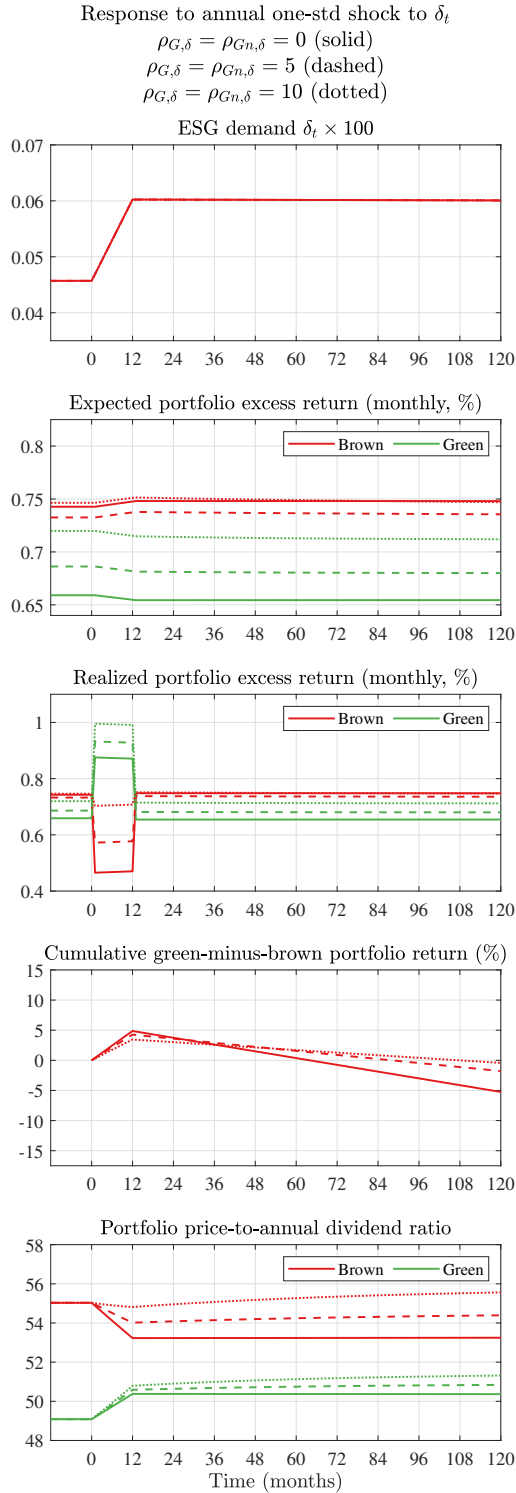 Response to annual one-std shock to δ_t
ρ_{G,δ} = ρ_{Gn,δ} = 0 (solid)
ρ_{G,δ} = ρ_{Gn,δ} = 5 (dashed)
ρ_{G,δ} = ρ_{Gn,δ} = 10 (dotted)
ESG demand δ_t × 100
0.07
0.06
0.05
0.04
0 12 24 36 48 60 72 84 96 108 120
Expected portfolio excess return (monthly, %)
Brown Green
0.8
0.75
0.7
0.65
0 12 24 36 48 60 72 84 96 108 120
Realized portfolio excess return (monthly, %)
Brown Green
1
0.8
0.6
0.4
0 12 24 36 48 60 72 84 96 108 120
Cumulative green-minus-brown portfolio return (%)
15
10
5
0
-5
-10
-15
0 12 24 36 48 60 72 84 96 108 120
Portfolio price-to-annual dividend ratio
Brown Green
58
56
54
52
50
48
0 12 24 36 48 60 72 84 96 108 120
Time (months)